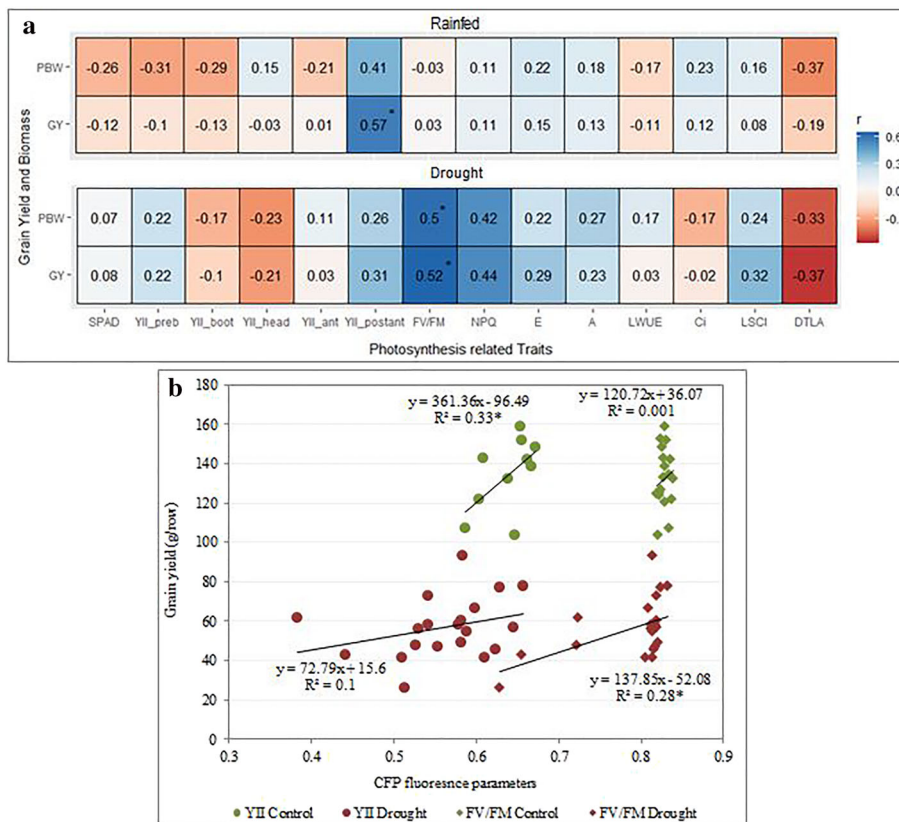 a
Rainfed
PBW -0.26 -0.31 -0.29 0.15 -0.21 0.41 -0.03 0.11 0.22 0.18 -0.17 0.23 0.16 -0.37
GY -0.12 -0.1 -0.13 -0.03 0.01 0.57* 0.03 0.11 0.15 0.13 -0.11 0.12 0.08 -0.19
Drought
PBW 0.07 0.22 -0.17 -0.23 0.11 0.26 0.5* 0.42 0.22 0.27 0.17 -0.17 0.24 -0.33
GY 0.08 0.22 -0.1 -0.21 0.03 0.31 0.52* 0.44 0.29 0.23 0.03 -0.02 0.32 -0.37
SPAD YII_preb YII_boot YII_head YII_ant YII_postant FV/FM NPQ E A LWUE Ci LSCI DTLA
Photosynthesis related Traits
Grain Yield and Biomass
r
0.6
0.3
0.0
-0.
b
180
160
140
120
100
80
60
40
20
0
0.3 0.4 0.5 0.6 0.7 0.8 0.9
Grain yield (g/row)
y = 361.36x - 96.49
R² = 0.33*
y = 120.72x + 36.07
R² = 0.001
y = 72.79x + 15.6
R² = 0.1
y = 137.85x - 52.08
R² = 0.28*
CFP fluoresnce parameters
YII Control YII Drought FV/FM Control FV/FM Drought